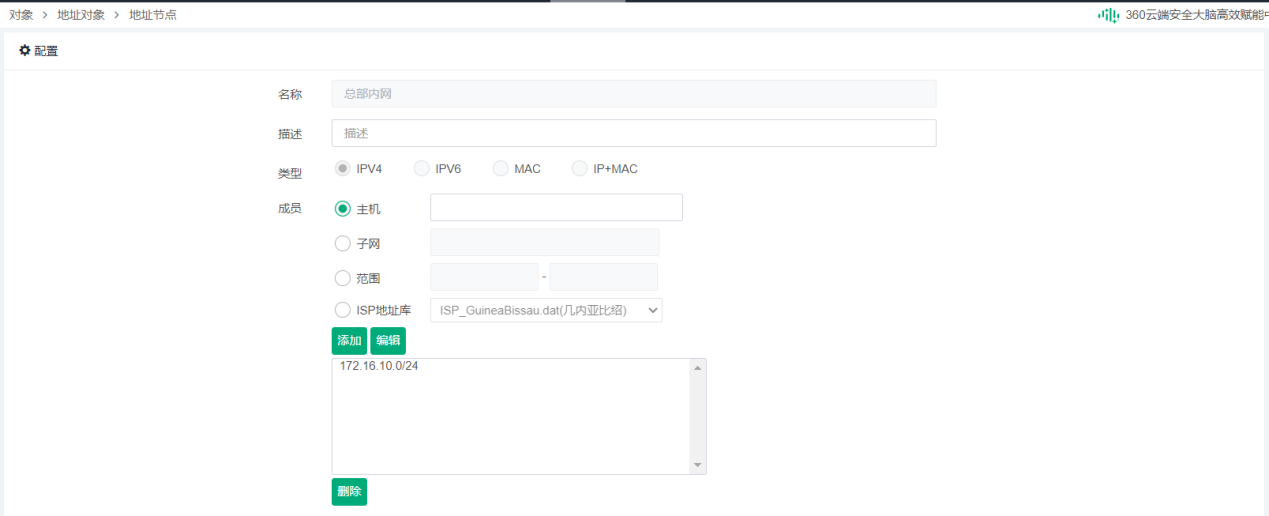 对象 > 地址对象 > 地址节点
360云端安全大脑高效赋能
配置
名称 总部内网
描述 描述
类型 IPV4 IPV6 MAC IP+MAC
成员 主机
子网
范围 -
ISP地址库 ISP_GuineaBissau.dat(几内亚比绍)
添加 编辑
172.16.10.0/24
删除